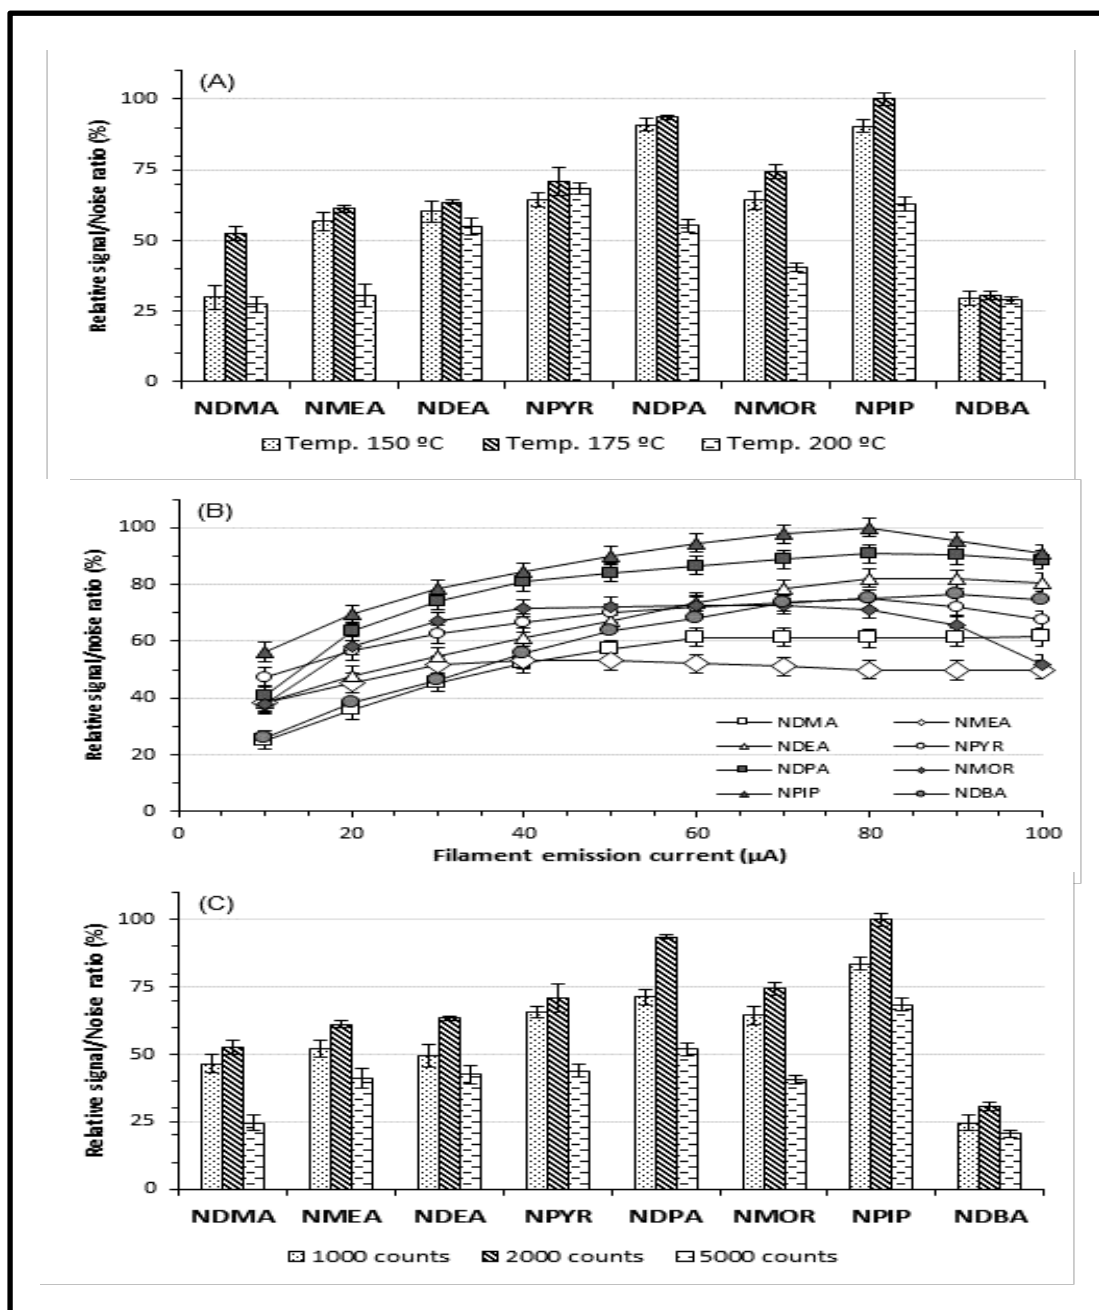 (A)
Relative signal/Noise ratio (%)
100
75
50
25
0
NDMA NMEA NDEA NPYR NDPA NMOR NPIP NDBA
Temp. 150 ºC Temp. 175 ºC Temp. 200 ºC
(B)
Relative signal/noise ratio (%)
100
80
60
40
20
0
NDMA NMEA
NDEA NPYR
NDPA NMOR
NPIP NDBA
0 20 40 60 80 100
Filament emission current (µA)
(C)
Relative signal/Noise ratio (%)
100
75
50
25
0
NDMA NMEA NDEA NPYR NDPA NMOR NPIP NDBA
1000 counts 2000 counts 5000 counts